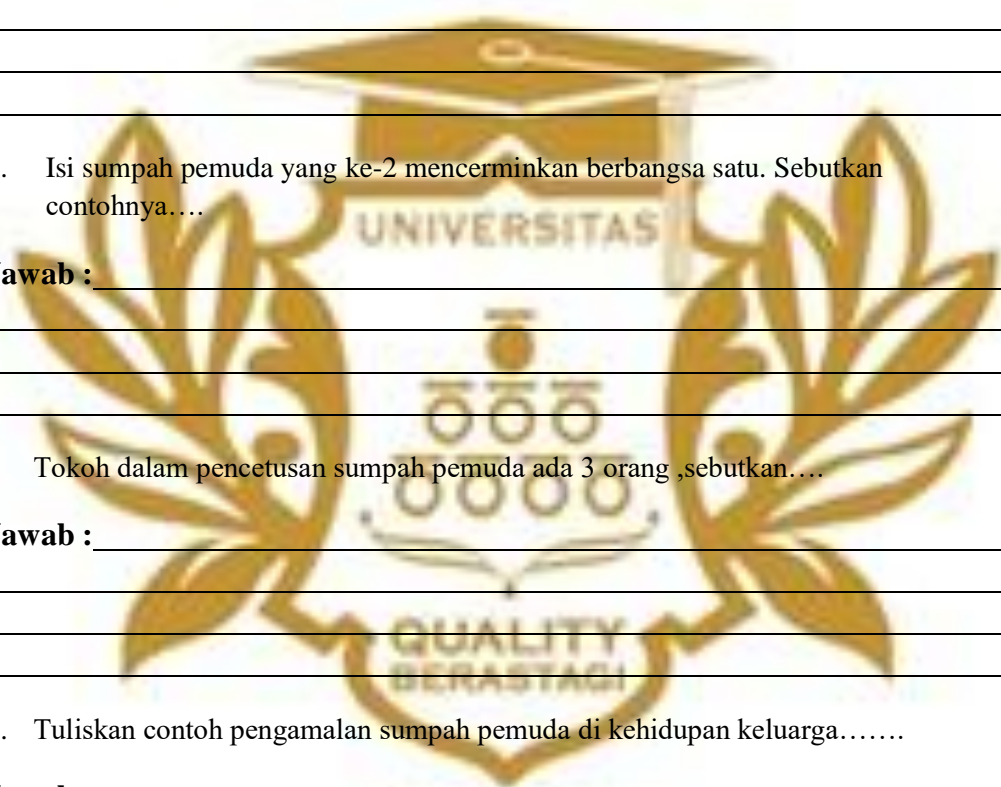 . Isi sumpah pemuda yang ke-2 mencerminkan berbangsa satu. Sebutkan
contohnya….
UNIVERSITAS
awab :
Tokoh dalam pencetusan sumpah pemuda ada 3 orang ,sebutkan….
awab :
QUALITY
BERASTAGI
. Tuliskan contoh pengamalan sumpah pemuda di kehidupan keluarga…….